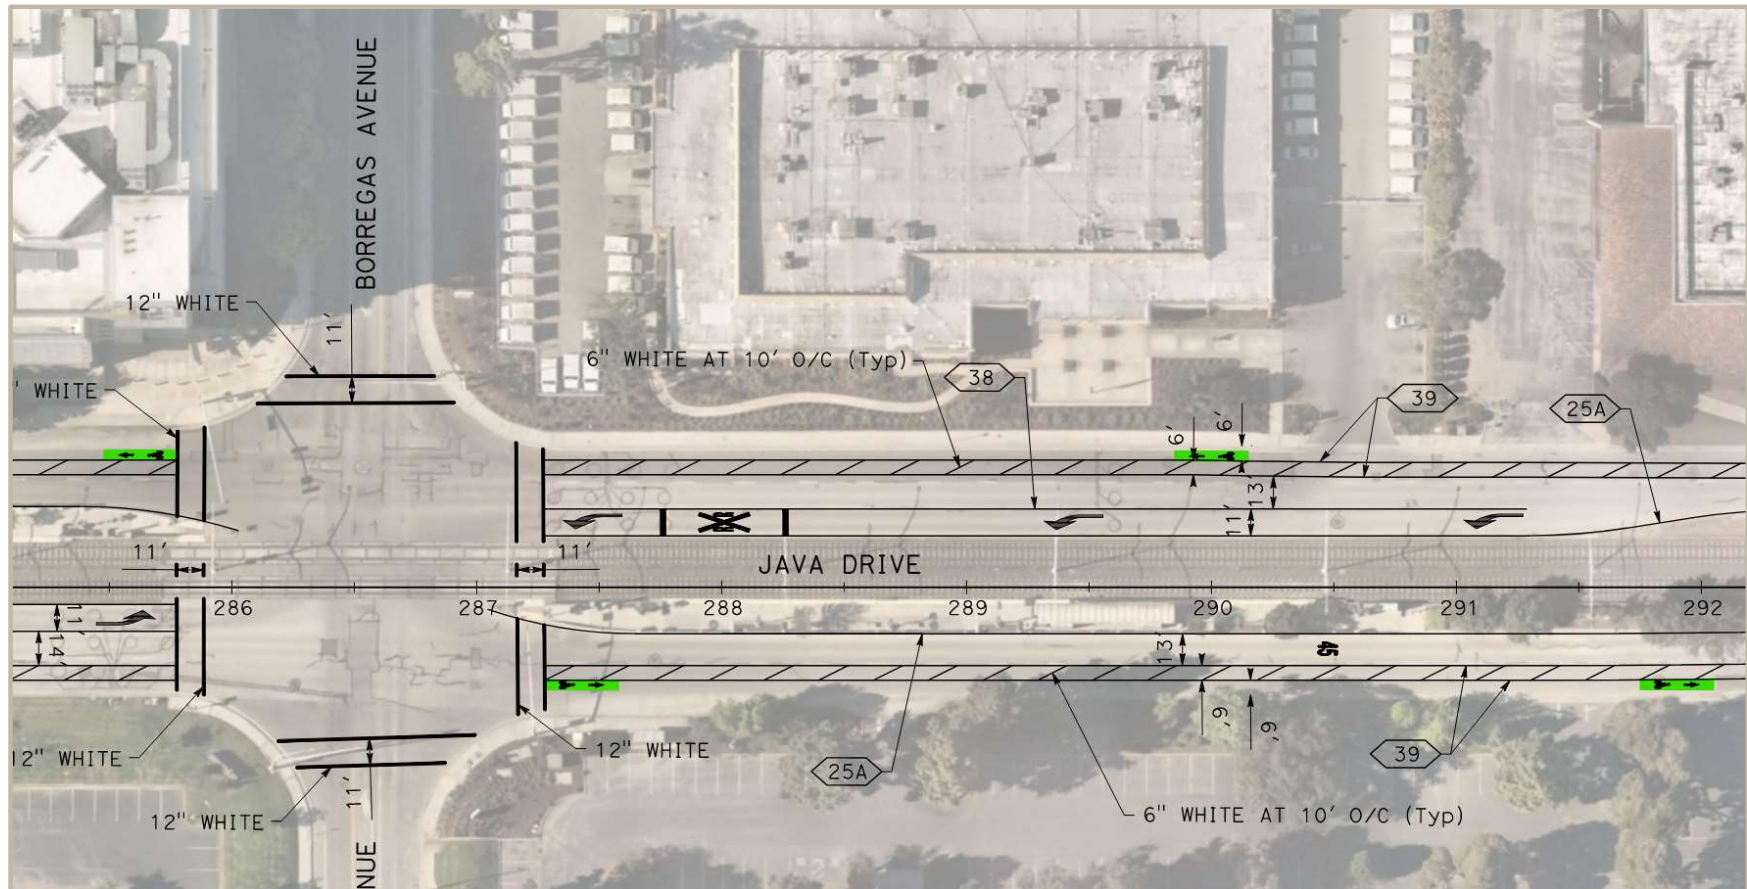 BORREGAS AVENUE
12" WHITE
11'
6" WHITE AT 10' O/C (Typ)
38
39
25A
' WHITE
6'
6'
13
11'
11'
11'
JAVA DRIVE
286
287
288
289
290
291
292
11'
14'
13'
45
6'
6'
12" WHITE
12" WHITE
25A
39
11'
12" WHITE
6" WHITE AT 10' O/C (Typ)
NUE